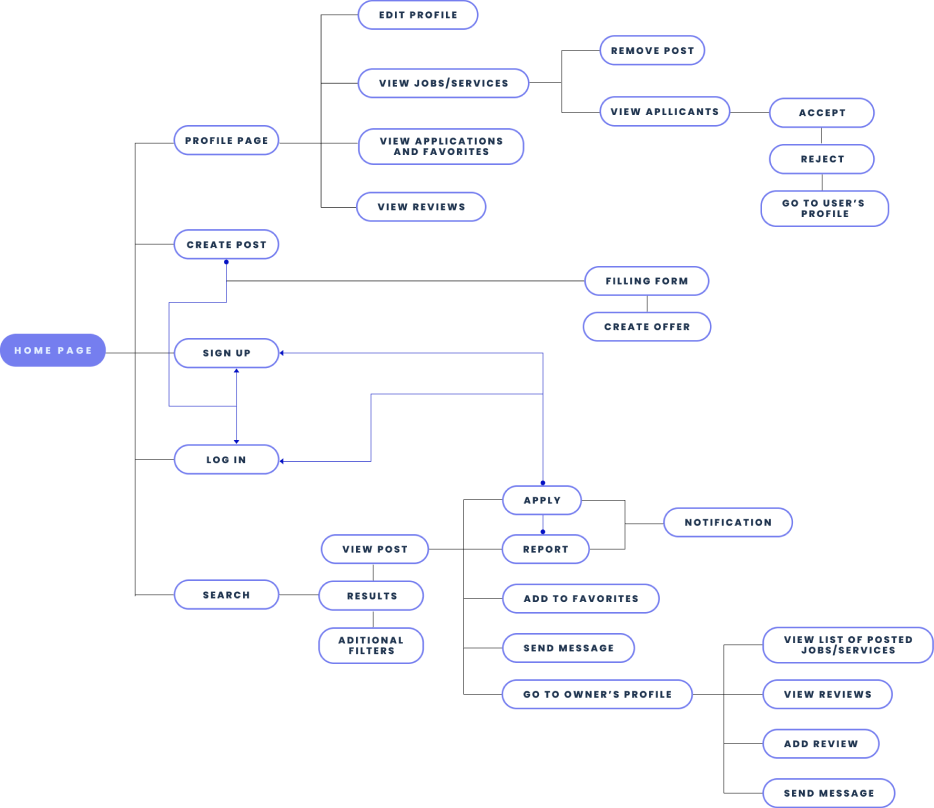 EDIT PROFILE
REMOVE POST
VIEW JOBS/SERVICES
VIEW APLLICANTS
ACCEPT
PROFILE PAGE
VIEW APPLICATIONS
AND FAVORITES
REJECT
VIEW REVIEWS
GO TO USER'S
PROFILE
CREATE POST
FILLING FORM
CREATE OFFER
HOME PAGE
SIGN UP
LOG IN
APPLY
NOTIFICATION
VIEW POST
REPORT
SEARCH
RESULTS
ADD TO FAVORITES
ADITIONAL
FILTERS
SEND MESSAGE
VIEW LIST OF POSTED
JOBS/SERVICES
GO TO OWNER'S PROFILE
VIEW REVIEWS
ADD REVIEW
SEND MESSAGE